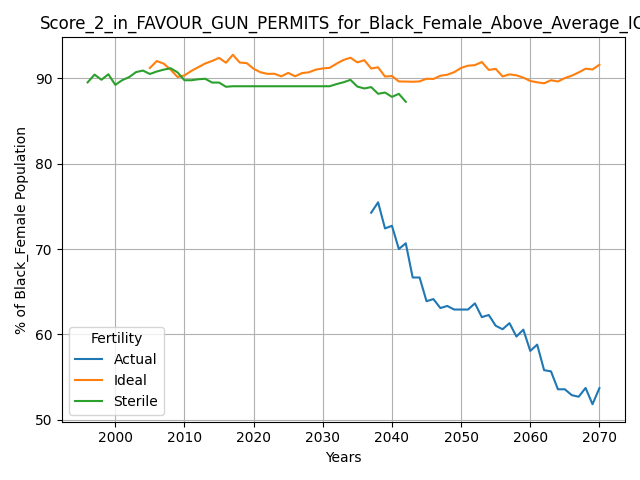 Score_2_in_FAVOUR_GUN_PERMITS_for_Black_Female_Above_Average_IQ
% of Black_Female Population
90
80
70
60
50
Fertility
Actual
Ideal
Sterile
2000 2010 2020 2030 2040 2050 2060 2070
Years